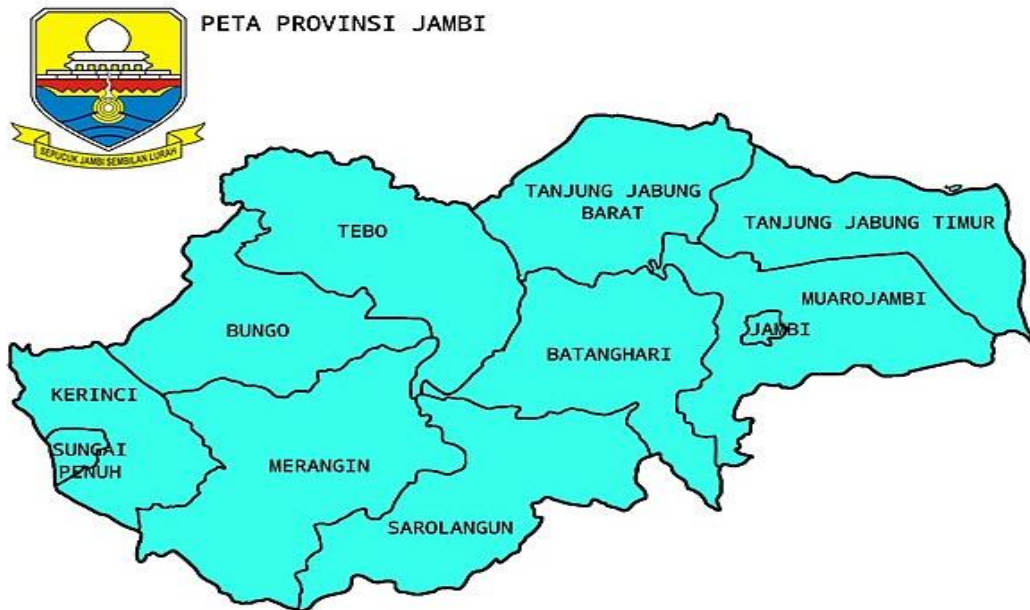 PETA PROVINSI JAMBI
SEPUCUK JAMBI SEMBILAN LURAH
TANJUNG JABUNG
BARAT
TEBO
TANJUNG JABUNG TIMUR
MUAROJAMBI
BUNGO
JAMBI
BATANGHARI
KERINCI
SUNGAI
PENUH
MERANGIN
SAROLANGUN